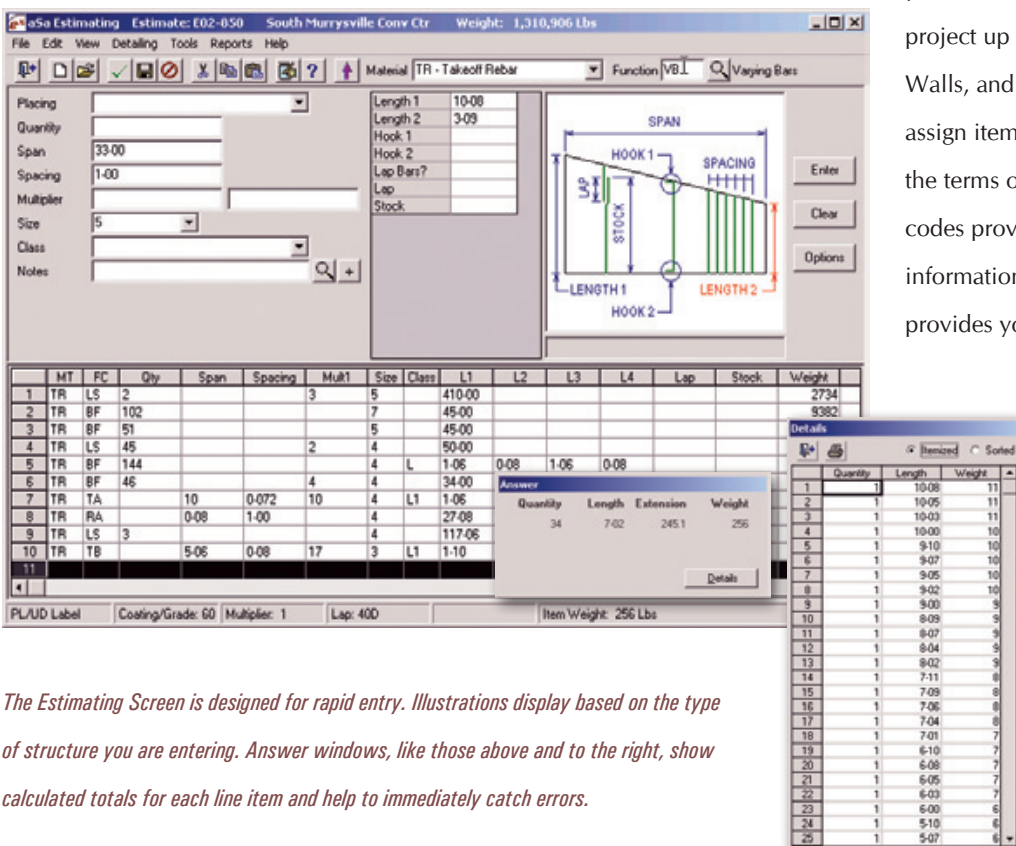 aSa Estimating Estimate: E02-050 South Murrysville Conv Ctr Weight: 1,310,906 Lbs
File Edit View Detailing Tools Reports Help
Material TR - Takeoff Rebar Function VB Varying Bars
Placing
Quantity
Span 33-00
Spacing 1-00
Multiplier
Size 5
Class
Notes
Length 1 10-08
Length 2 3-09
Hook 1
Hook 2
Lap Bars?
Lap
Stock
SPAN
HOOK 1
SPACING
LAP
STOCK
LENGTH 1
LENGTH 2
HOOK 2
Enter
Clear
Options
project up
Walls, and
assign item
the terms o
codes prov
information
provides yo
MT FC Qty Span Spacing Mult1 Size Class L1 L2 L3 L4 Lap Stock Weight
1 TR LS 2 3 5 410-00 2734
2 TR BF 102 7 45-00 9382
3 TR BF 51 5 45-00
4 TR LS 45 2 4 50-00
5 TR BF 144 4 L 1-06 0-08 1-06 0-08
6 TR BF 46 4 4 34-00
7 TR TA 10 0-072 10 4 L1 1-06
8 TR RA 0-08 1-00 4 27-08
9 TR LS 3 4 117-06
10 TR TB 5-06 0-08 17 3 L1 1-10
11
Answer
Quantity Length Extension Weight
34 7-02 245.1 256
Details
PL/UD Label Coating/Grade: 60 Multiplier: 1 Lap: 40D Item Weight: 256 Lbs
Details
Itemized Sorted
Quantity Length Weight
1 1 10-08 11
2 1 10-05 11
3 1 10-03 11
4 1 10-00 10
5 1 9-10 10
6 1 9-07 10
7 1 9-05 10
8 1 9-02 10
9 1 9-00 9
10 1 8-09 9
11 1 8-07 9
12 1 8-04 9
13 1 8-02 9
14 1 7-11 8
15 1 7-09 8
16 1 7-06 8
17 1 7-04 8
18 1 7-01 7
19 1 6-10 7
20 1 6-08 7
21 1 6-05 7
22 1 6-03 7
23 1 6-00 6
24 1 5-10 6
25 1 5-07 6
The Estimating Screen is designed for rapid entry. Illustrations display based on the type
of structure you are entering. Answer windows, like those above and to the right, show
calculated totals for each line item and help to immediately catch errors.